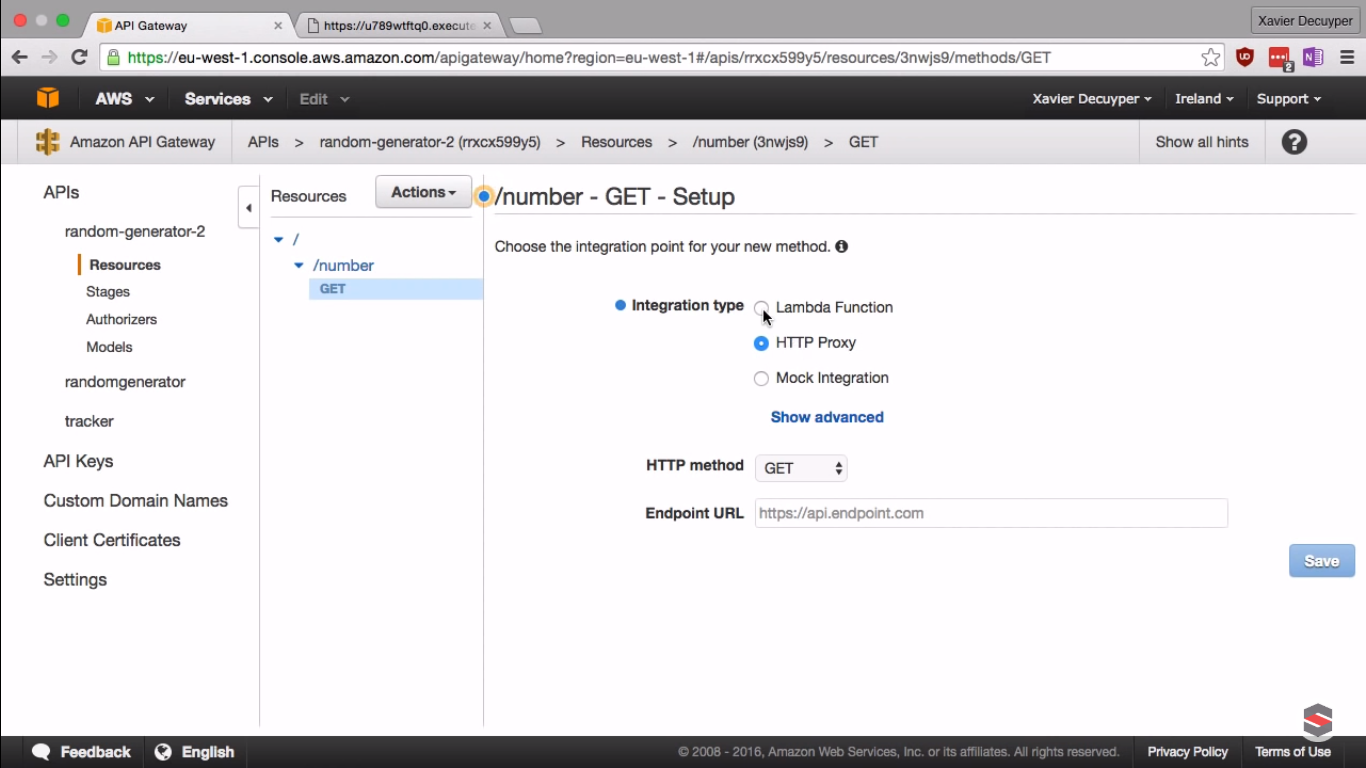 API Gateway
https://u789wtftq0.execute
Xavier Decuyper
https://eu-west-1.console.aws.amazon.com/apigateway/home?region=eu-west-1#/apis/rrxcx599y5/resources/3nwjs9/methods/GET
2
AWS Services Edit Xavier Decuyper Ireland Support
Amazon API Gateway APIs > random-generator-2 (rrxcx599y5) > Resources > /number (3nwjs9) > GET Show all hints ?
APIs
random-generator-2
Resources
Stages
Authorizers
Models
randomgenerator
tracker
API Keys
Custom Domain Names
Client Certificates
Settings
Resources Actions
/
/number
GET
/number - GET - Setup
Choose the integration point for your new method.
Integration type Lambda Function
HTTP Proxy
Mock Integration
Show advanced
HTTP method GET
Endpoint URL https://api.endpoint.com
Save
Feedback English © 2008 - 2016, Amazon Web Services, Inc. or its affiliates. All rights reserved. Privacy Policy Terms of Use